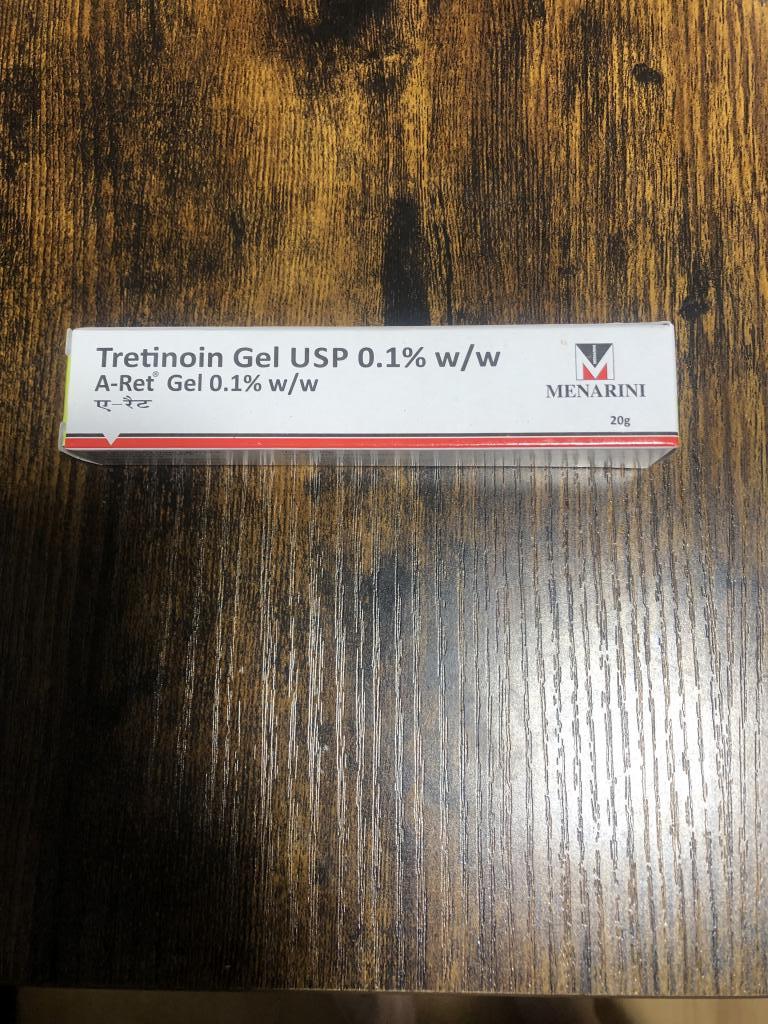 Tretinoin Gel USP 0.1% w/w
A-Ret® Gel 0.1% w/w
ए-रैट
MENARINI
20g